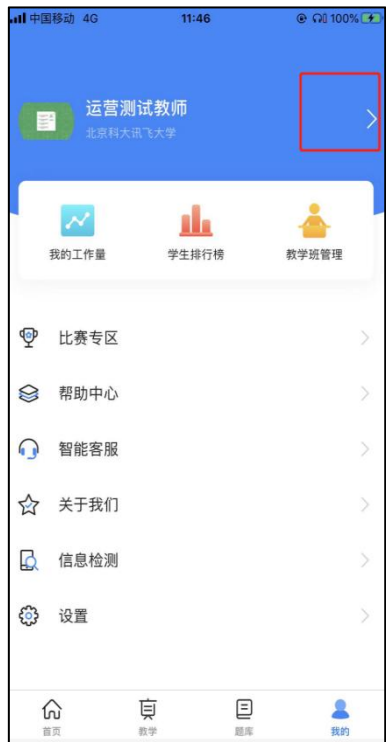 中国移动 4G 11:46 100%
运营测试教师
北京科大讯飞大学
我的工作量 学生排行榜 教学班管理
比赛专区
帮助中心
智能客服
关于我们
信息检测
设置
首页 教学 题库 我的